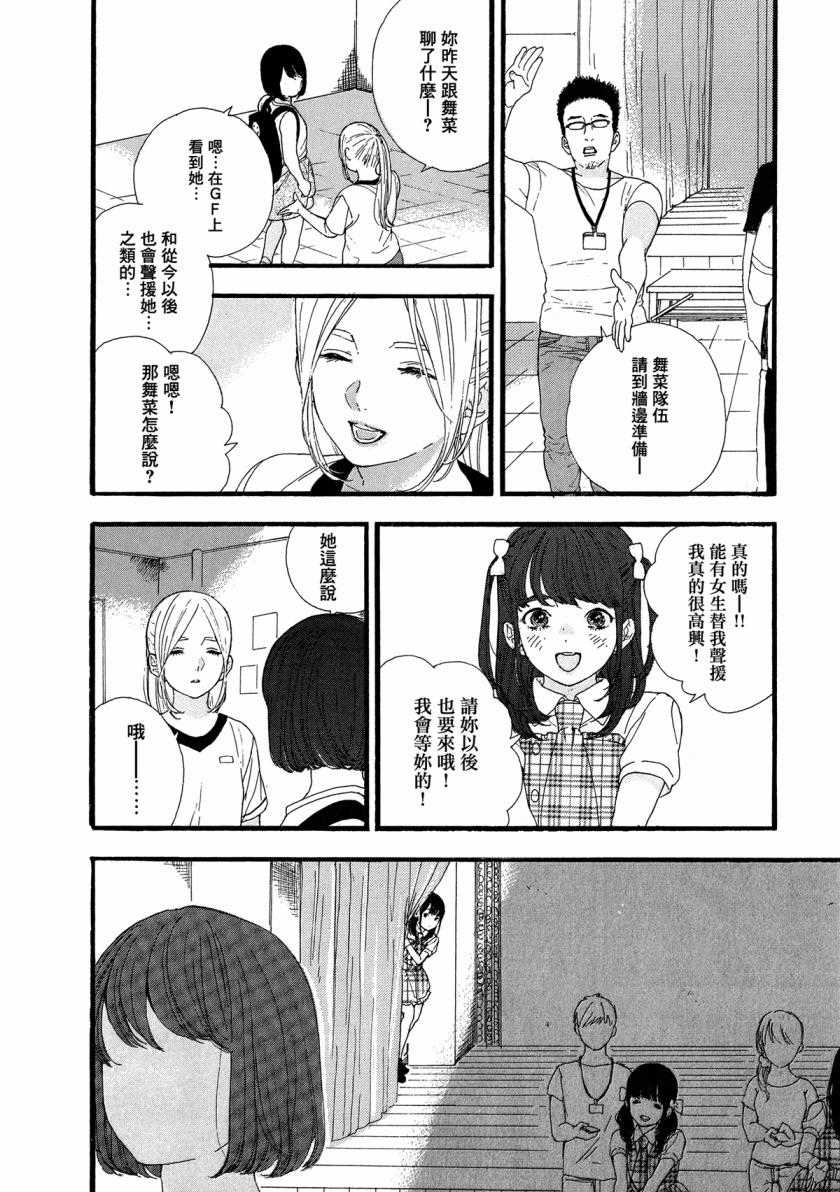 舞菜隊伍
請到牆邊準備—
妳昨天跟舞菜
聊了什麼—？
嗯…在GF上
看到她…
和從今以後
也會聲援她…
之類的…
嗯嗯！
那舞菜怎麼說？
真的嗎—!!
能有女生替我聲援
我真的很高興！
請妳以後
也要來哦！
我會等妳的！
她這麼說
哦—……